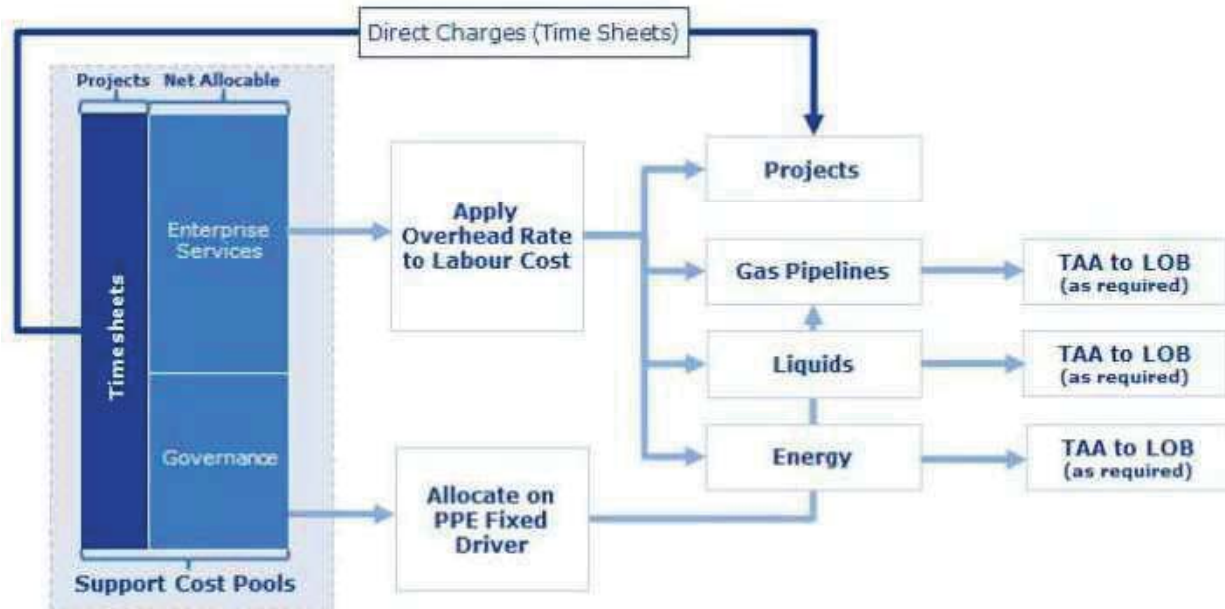 Direct Charges (Time Sheets)
Projects Net Allocable
Timesheets
Enterprise
Services
Governance
Support Cost Pools
Apply
Overhead Rate
to Labour Cost
Allocate on
PPE Fixed
Driver
Projects
Gas Pipelines
Liquids
Energy
TAA to LOB
(as required)
TAA to LOB
(as required)
TAA to LOB
(as required)